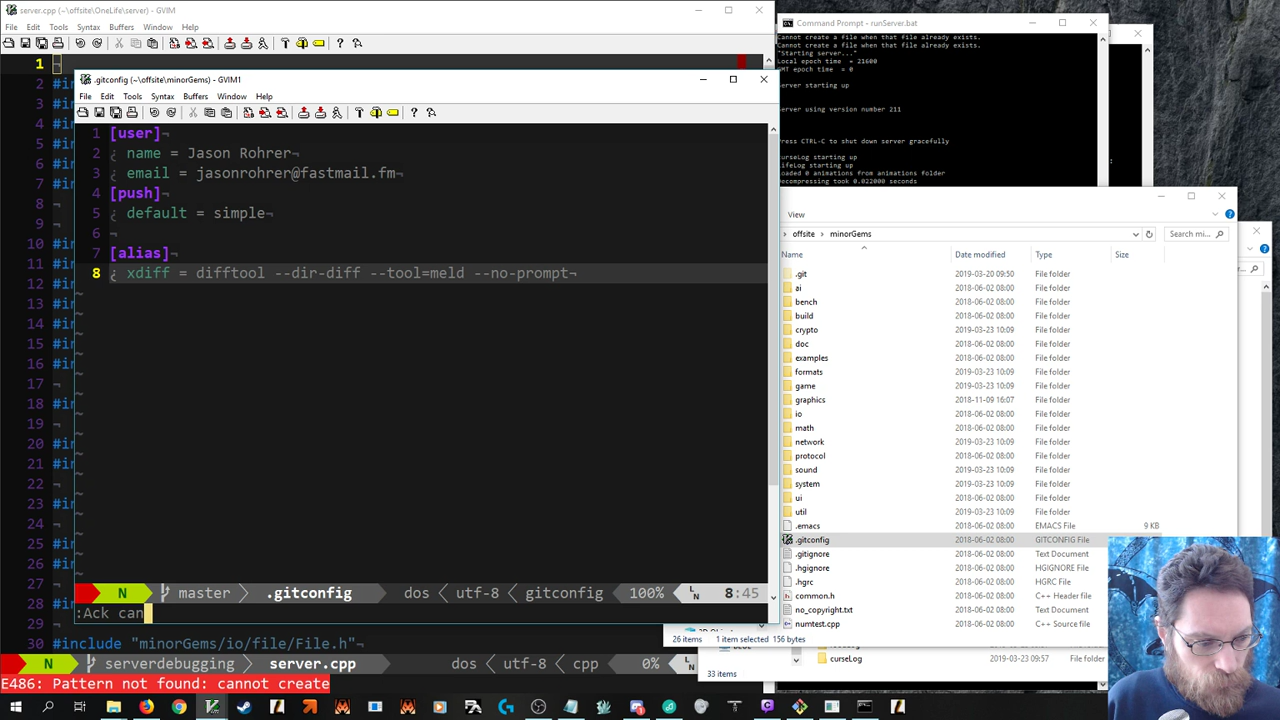 server.cpp (~\offsite\OneLife\server) - GVIM
File Edit Tools Syntax Buffers Window Help
1
.gitconfig (~\offsite\minorGems) - GVIM1
File Edit Tools Syntax Buffers Window Help
1 [user]¬
2 name = Jason Rohrer¬
3 email = jasonrohrer@fastmail.fm¬
4 [push]¬
5 default = simple¬
6 ¬
7 [alias]¬
8 xdiff = difftool --dir-diff --tool=meld --no-prompt¬
N master .gitconfig dos utf-8 gitconfig 100% LN 8:45
:Ack can
30 #include "minorGems/io/file/File.h"¬
N setup_debugging
dos utf-8 cpp 0%
E486: Pattern not found: cannot create
Command Prompt - runServer.bat
Cannot create a file when that file already exists.
Cannot create a file when that file already exists.
"Starting server..."
Local epoch time = 21600
GMT epoch time = 0
Server starting up
Server using version number 211
Press CTRL-C to shut down server gracefully
CurseLog starting up
LifeLog starting up
Loaded 0 animations from animations folder
Decompressing took 0.022000 seconds
View
offsite › minorGems
Search mi...
Name Date modified Type Size
.git 2019-03-20 09:50 File folder
ai 2018-06-02 08:00 File folder
bench 2018-06-02 08:00 File folder
build 2018-06-02 08:00 File folder
crypto 2019-03-23 10:09 File folder
doc 2018-06-02 08:00 File folder
examples 2018-06-02 08:00 File folder
formats 2019-03-23 10:09 File folder
game 2019-03-23 10:09 File folder
graphics 2018-11-09 16:07 File folder
io 2018-06-02 08:00 File folder
math 2018-06-02 08:00 File folder
network 2019-03-23 10:09 File folder
protocol 2018-06-02 08:00 File folder
sound 2019-03-23 10:09 File folder
system 2018-06-02 08:00 File folder
ui 2018-06-02 08:00 File folder
util 2019-03-23 10:09 File folder
.emacs 2018-06-02 08:00 EMACS File 9 KB
.gitconfig 2018-06-02 08:00 GITCONFIG File
.gitignore 2018-06-02 08:00 Text Document
.hgignore 2018-06-02 08:00 HGIGNORE File
.hgrc 2018-06-02 08:00 HGRC File
common.h 2018-06-02 08:00 C++ Header file
no_copyright.txt 2018-06-02 08:00 Text Document
numtest.cpp 2018-06-02 08:00 C++ Source file
26 items 1 item selected 156 bytes
curseLog 2019-03-23 09:57 File folder
33 items